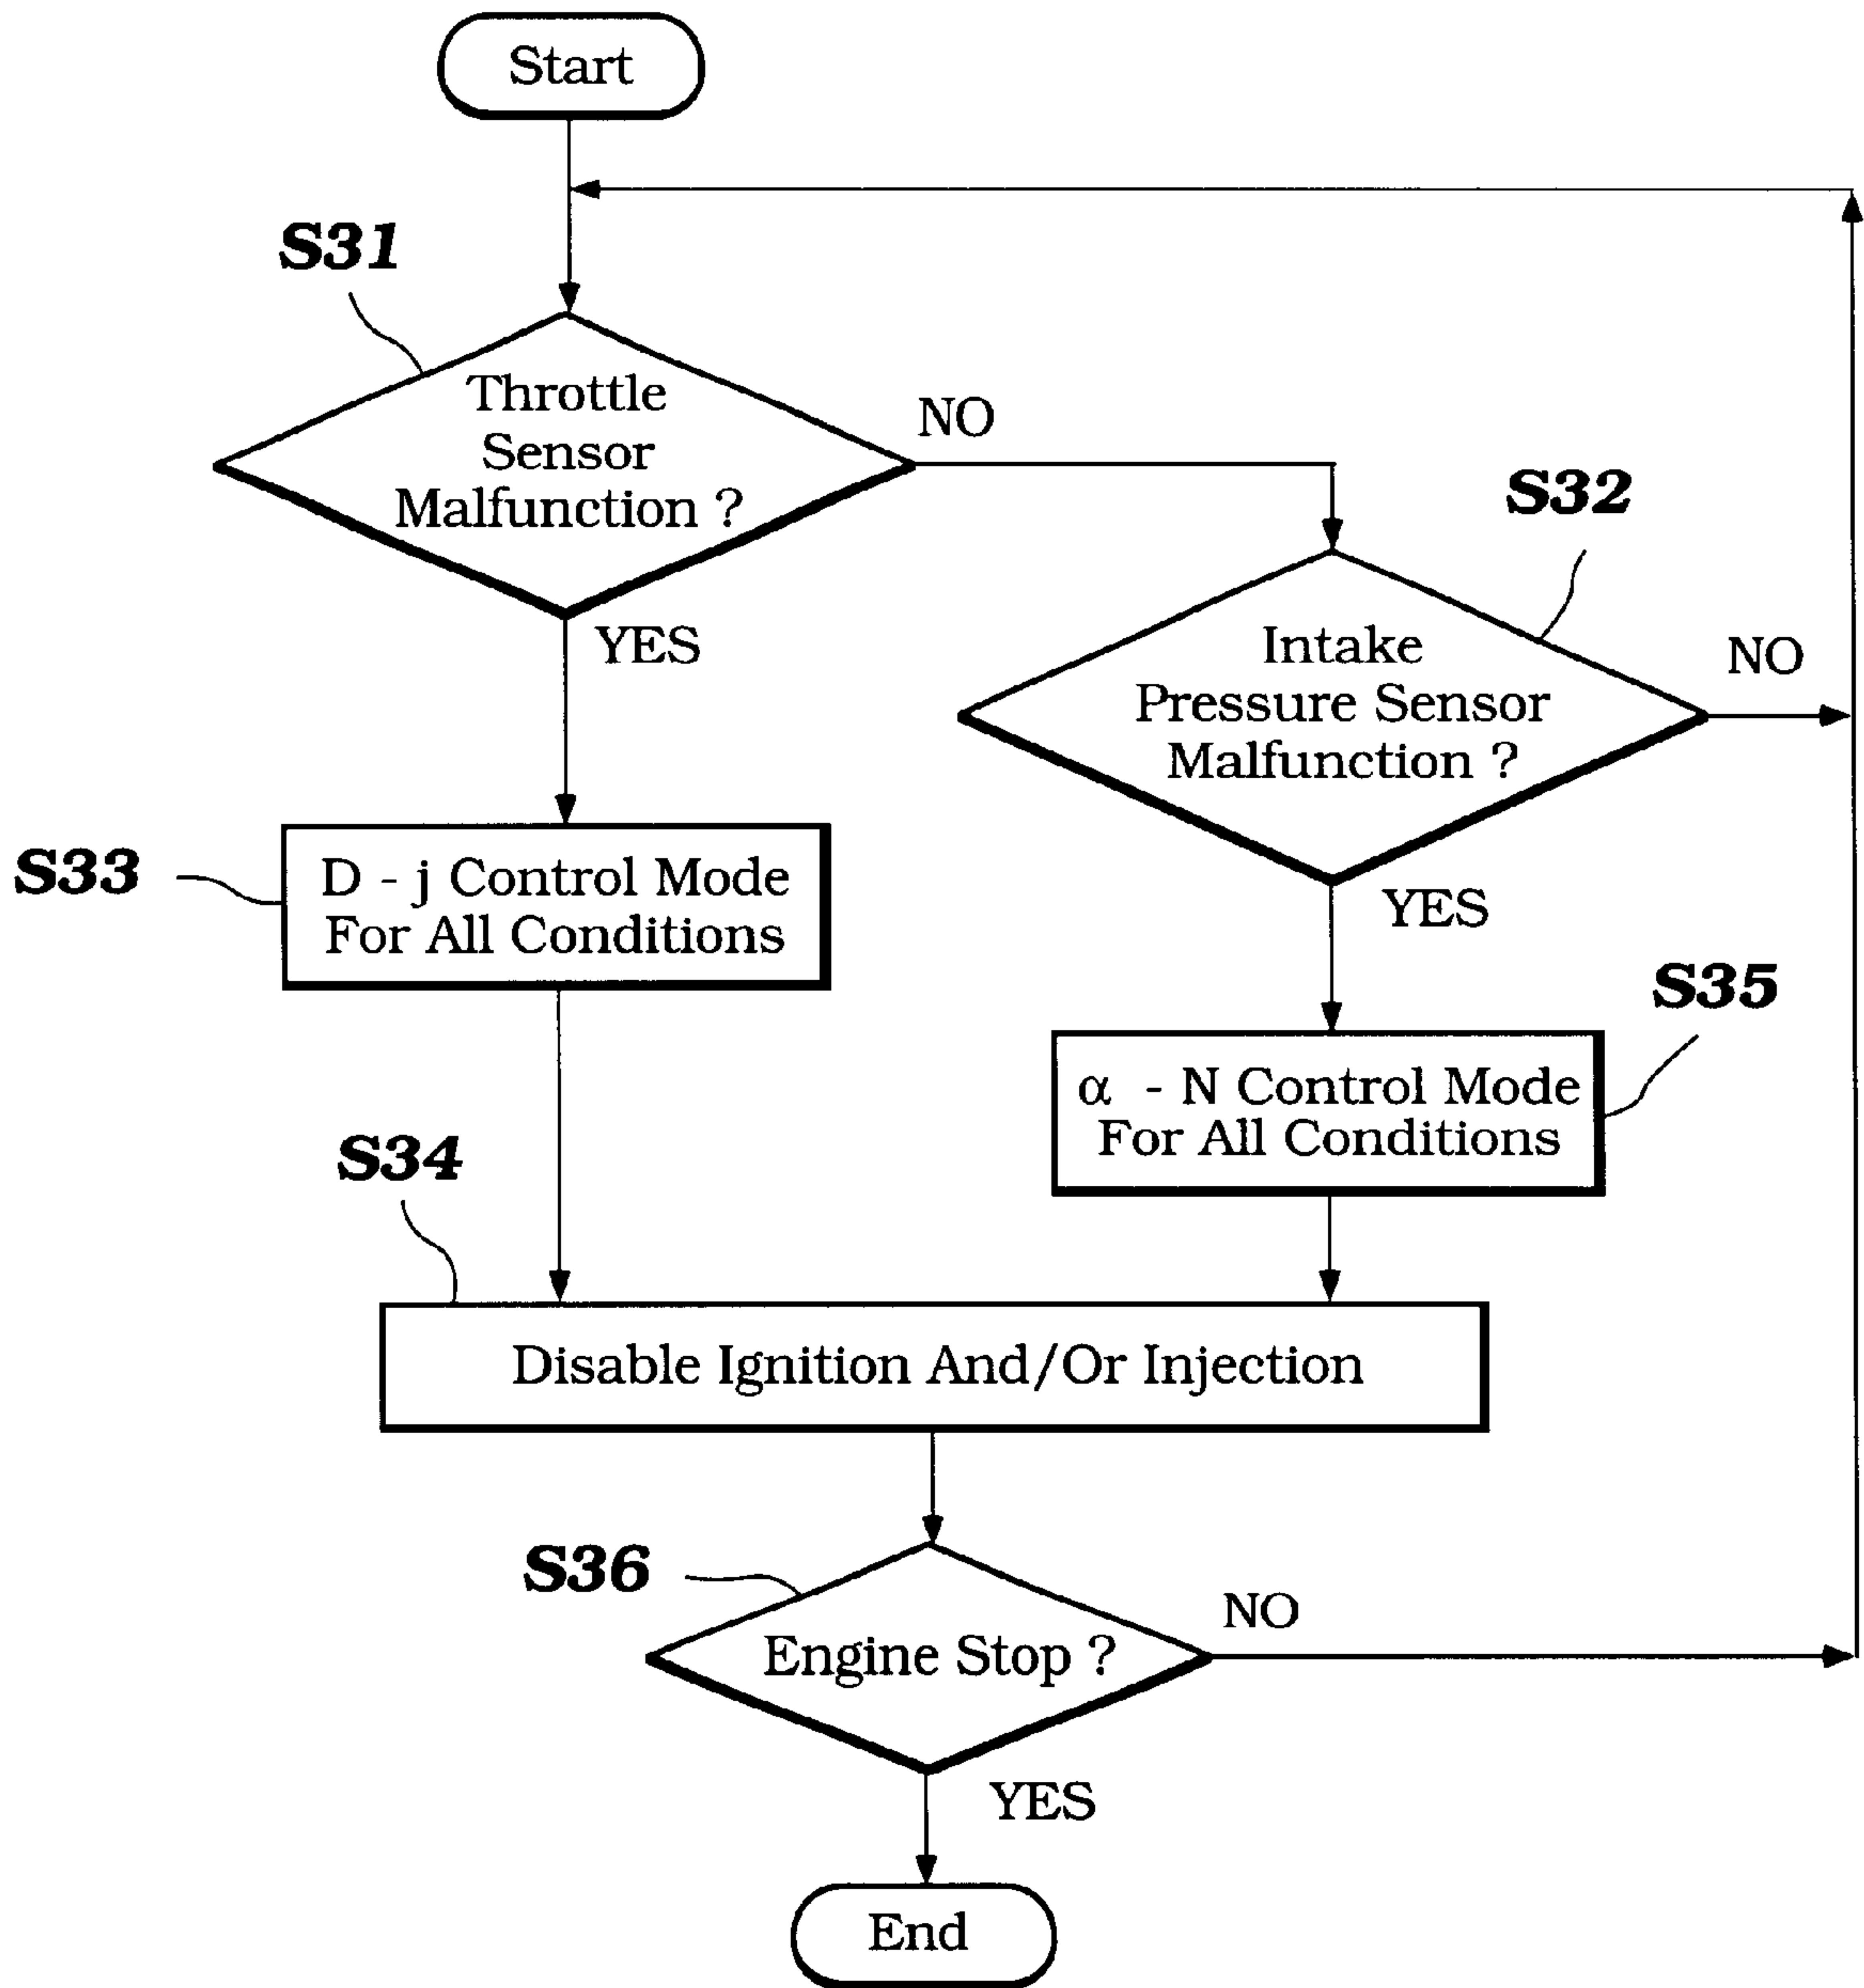 Start
S31
Throttle
Sensor
Malfunction ?
NO
YES
S32
Intake
Pressure Sensor
Malfunction ?
NO
YES
S33
D - j Control Mode
For All Conditions
S35
α - N Control Mode
For All Conditions
S34
Disable Ignition And/Or Injection
S36
Engine Stop ?
NO
YES
End